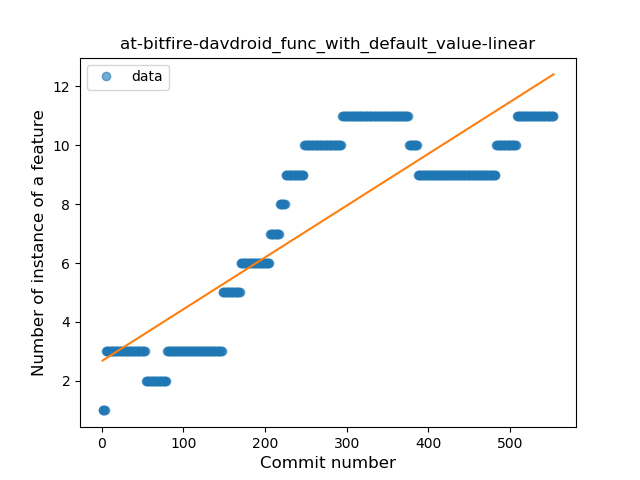 at-bitfire-davdroid_func_with_default_value-linear
data
Number of instance of a feature
12
10
8
6
4
2
0 100 200 300 400 500
Commit number